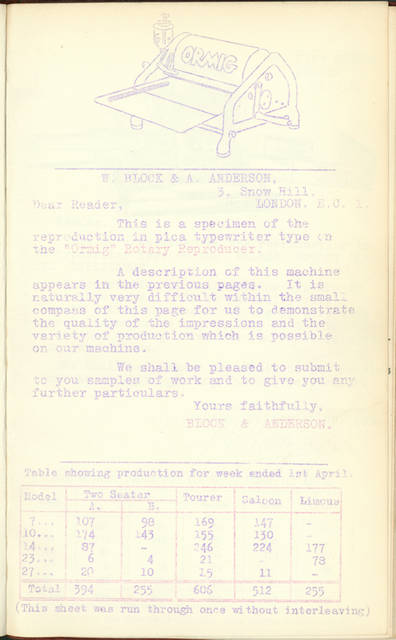 ORMIG
W. BLOCK & A. ANDERSON,
3, Snow Hill,
Dear Reader, LONDON. E.C. 1.
This is a specimen of the
reproduction in pica typewriter type on
the "Ormig" Rotary Reproducer.
A description of this machine
appears in the previous pages. It is
naturally very difficult within the small
compass of this page for us to demonstrate
the quality of the impressions and the
variety of production which is possible
on our machine.
We shall be pleased to submit
to you samples of work and to give you any
further particulars.
Yours faithfully,
BLOCK & ANDERSON.
Table showing production for week ended 1st April.
Model Two Seater Tourer Saloon Limous
A. B.
7... 107 98 169 147 -
10... 174 143 155 130 -
14... 87 - 246 224 177
23... 6 4 21 - 78
27... 20 10 15 11 -
Total 394 255 606 512 255
(This sheet was run through once without interleaving)